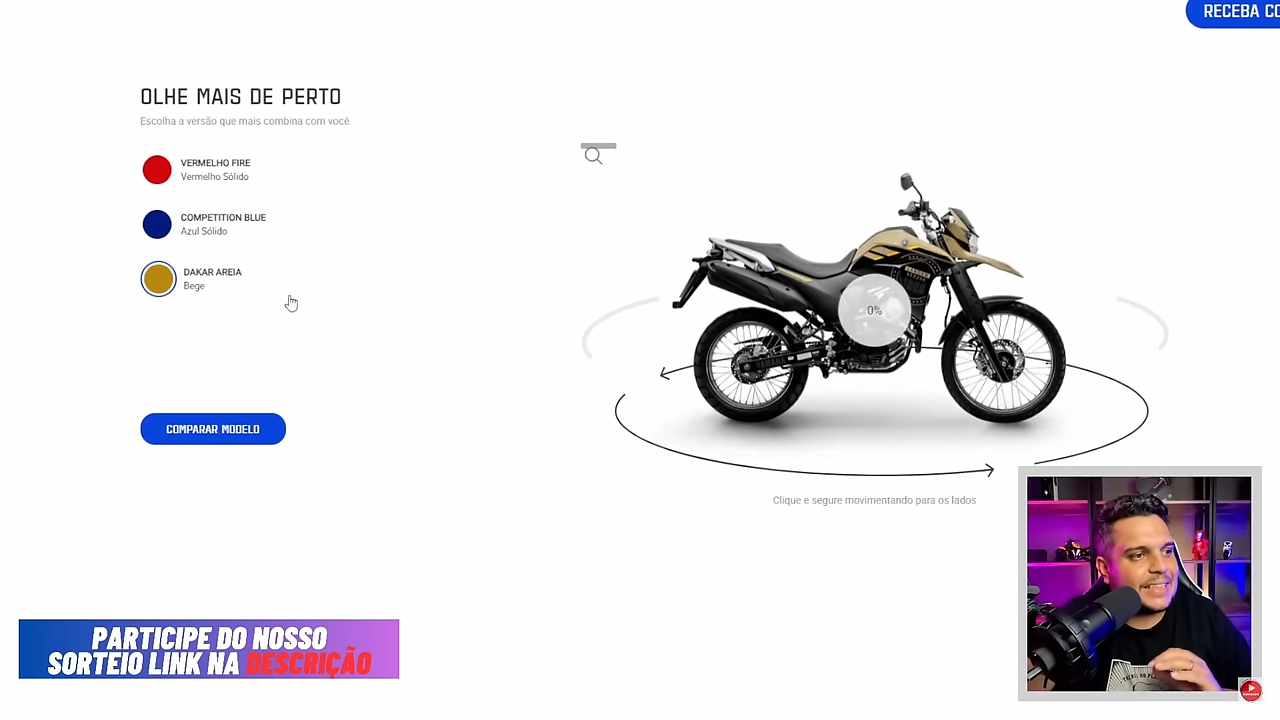 RECEBA CO
OLHE MAIS DE PERTO
Escolha a versão que mais combina com você.
VERMELHO FIRE
Vermelho Sólido
COMPETITION BLUE
Azul Sólido
DAKAR AREIA
Bege
COMPARAR MODELO
0%
LANDER
YAMAHA
Clique e segure movimentando para os lados
PARTICIPE DO NOSSO
SORTEIO LINK NA DESCRIÇÃO